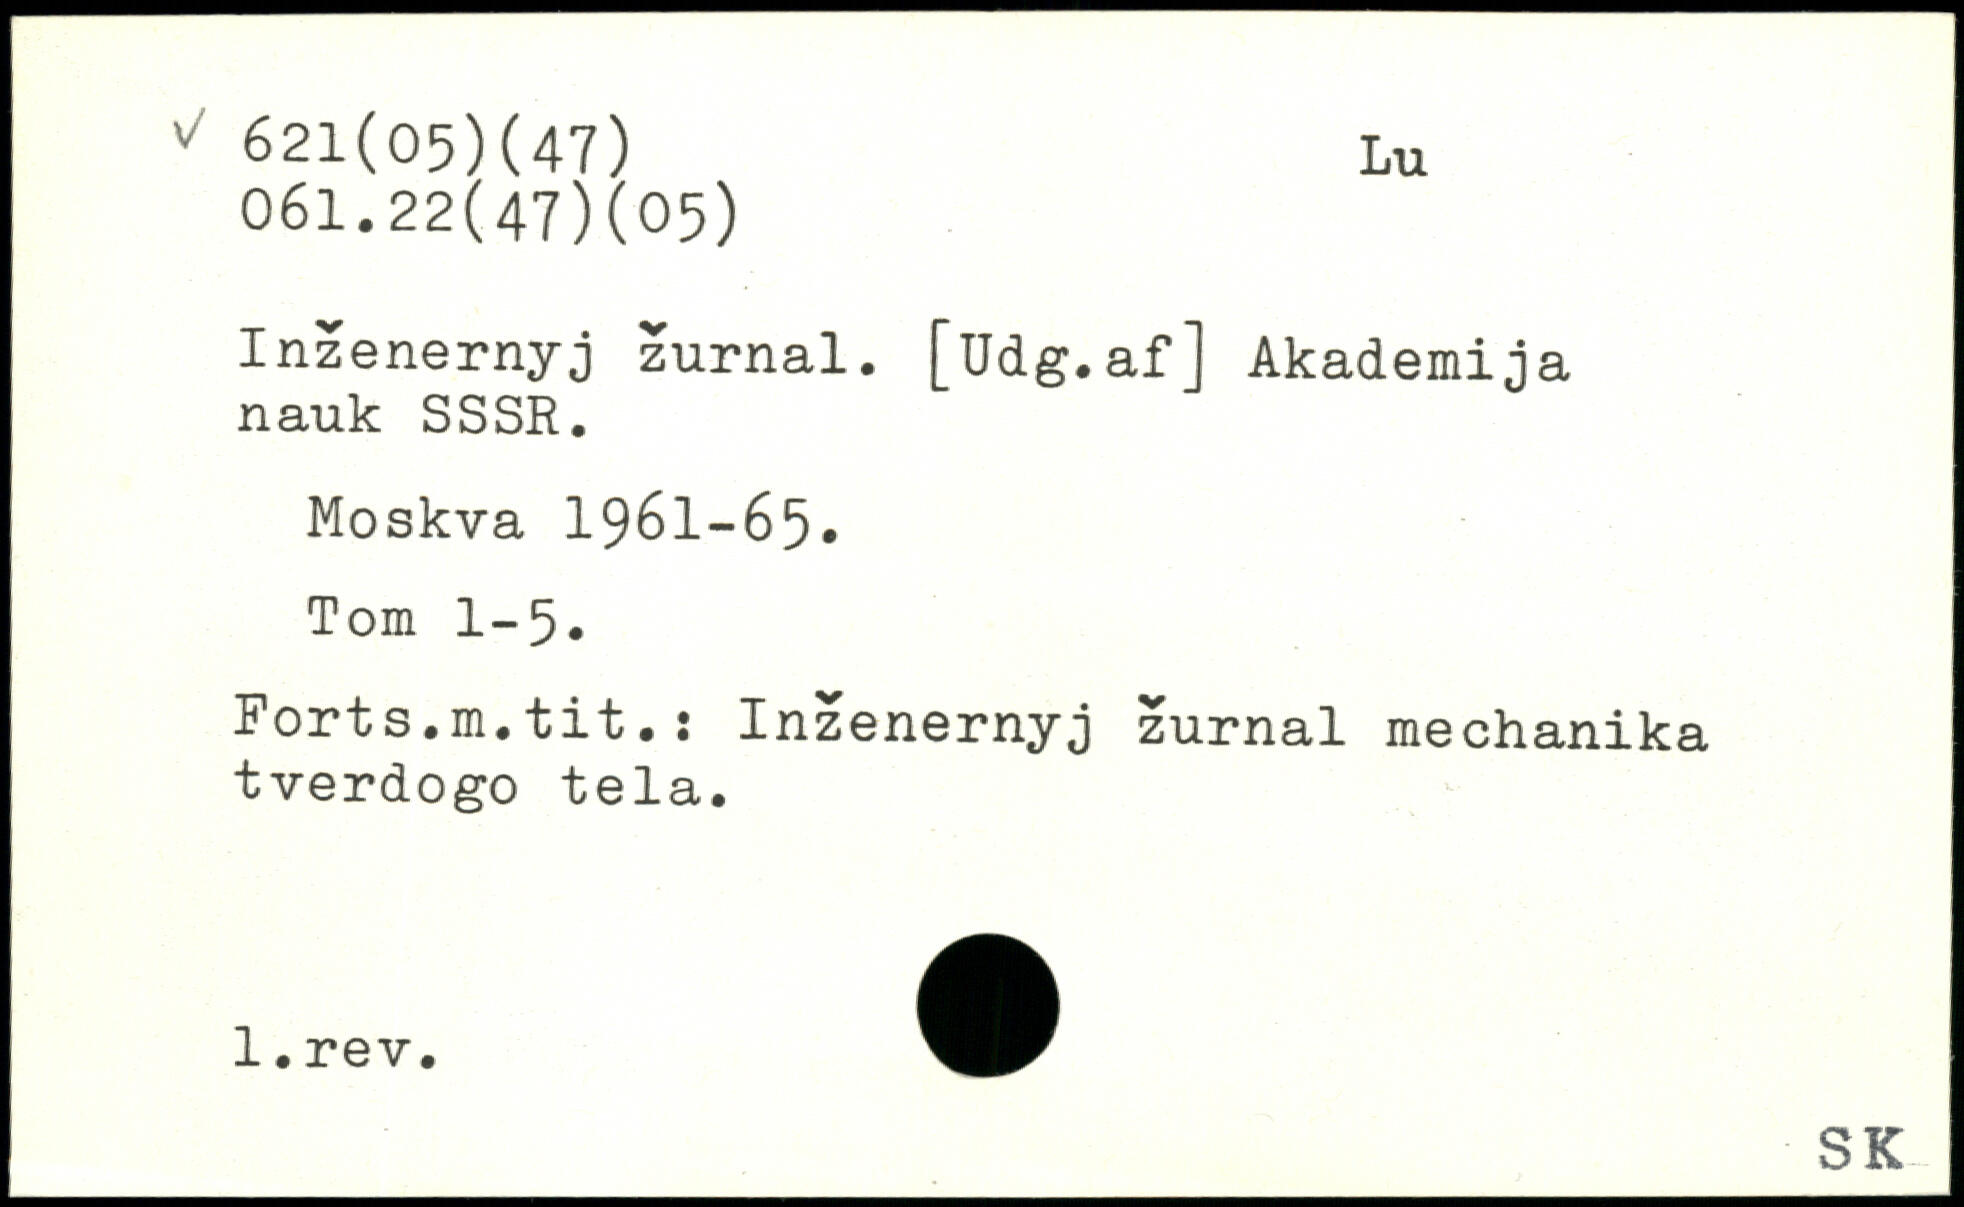 √ 621(05)(47) Lu
061.22(47)(05)
Inženernyj žurnal. [Udg.af] Akademija
nauk SSSR.
Moskva 1961-65.
Tom 1-5.
Forts.m.tit.: Inženernyj žurnal mechanika
tverdogo tela.
1.rev.
SK